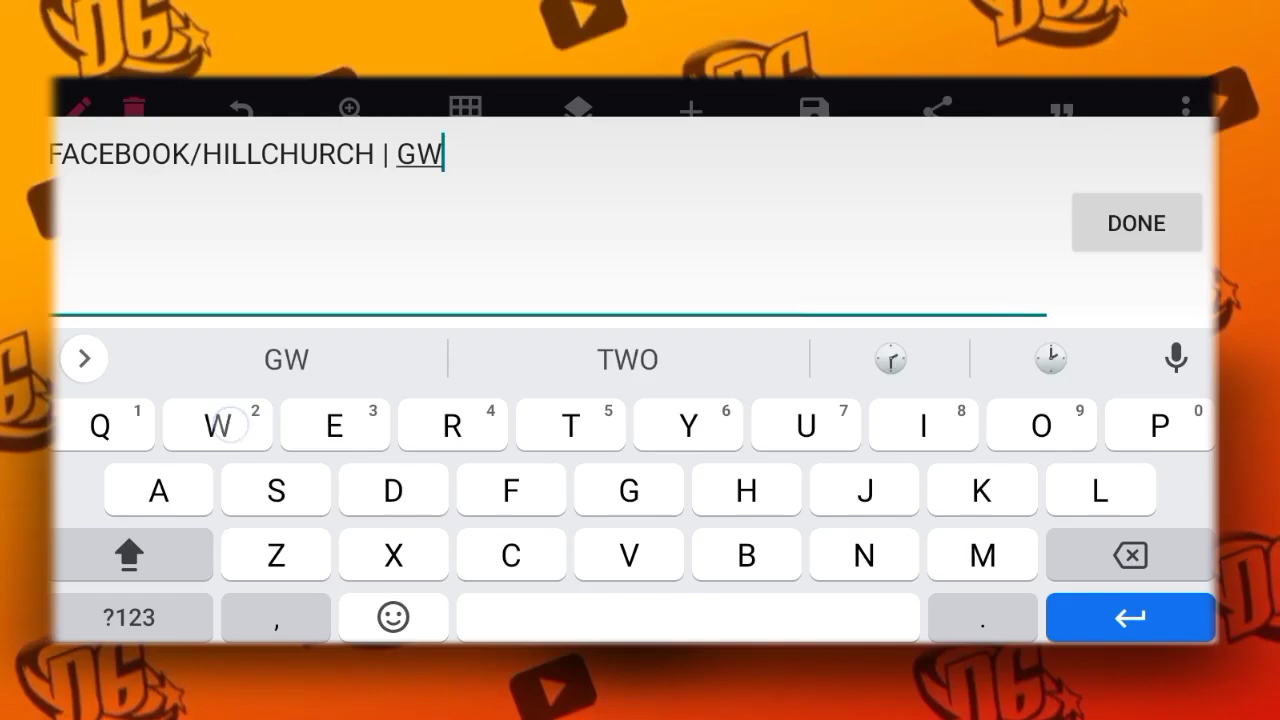 FACEBOOK/HILLCHURCH | GW
DONE
GW TWO
Q 1 W 2 E 3 R 4 T 5 Y 6 U 7 I 8 O 9 P 0
A S D F G H J K L
Z X C V B N M
?123 , .